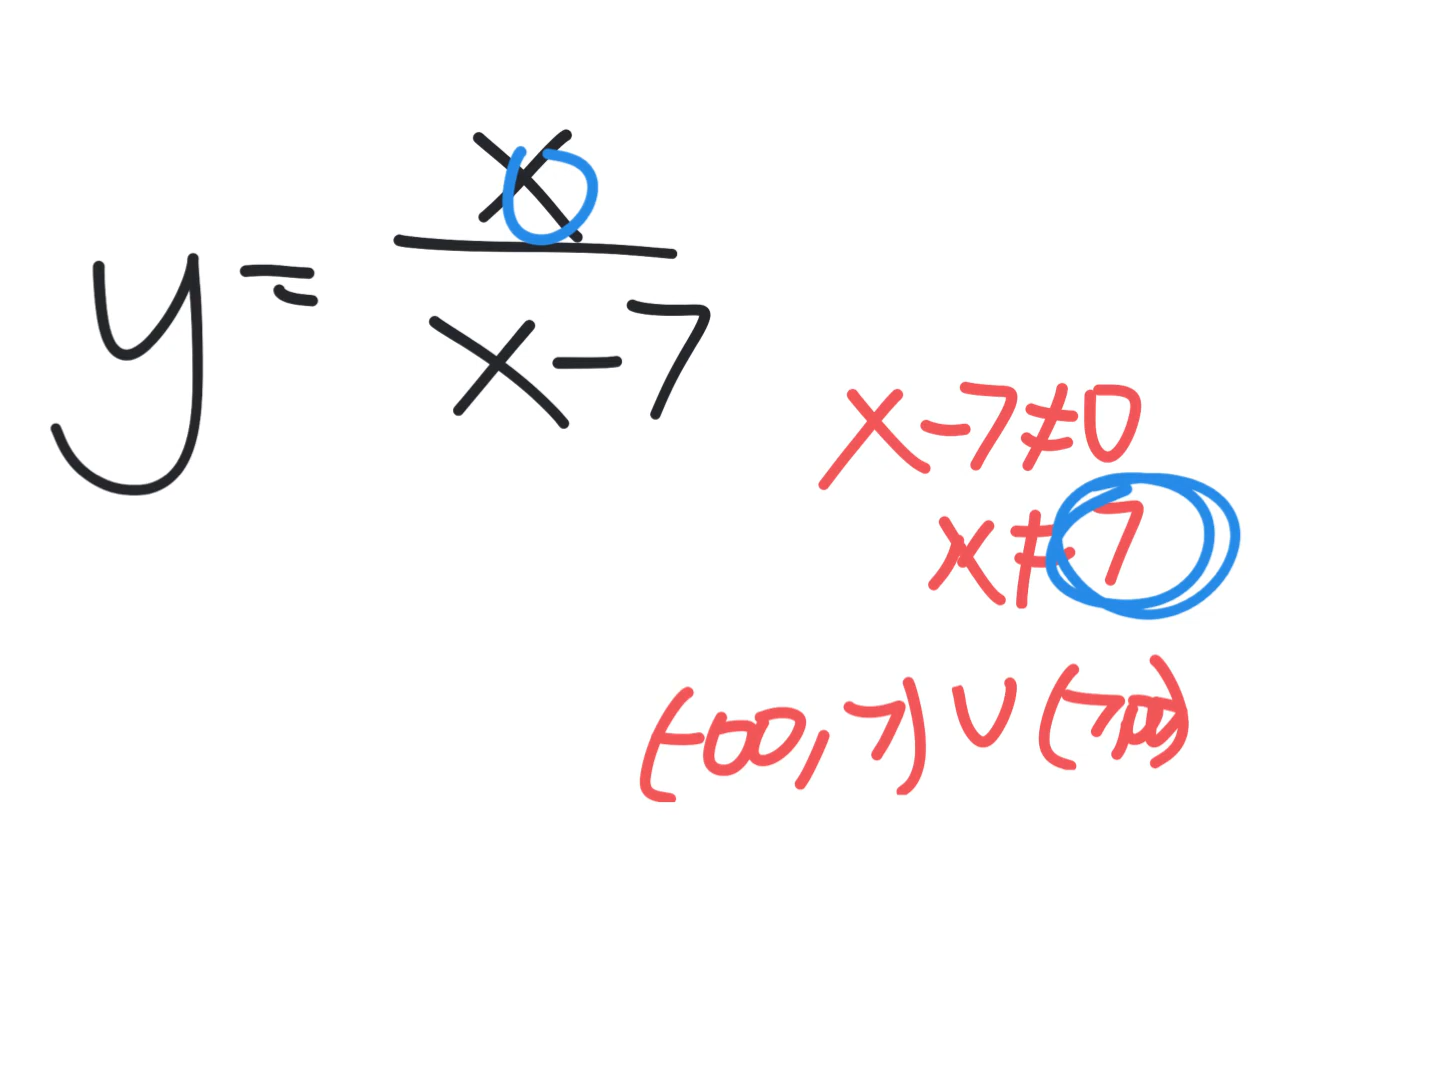 y = x / x - 7
x - 7 ≠ 0
x ≠ 7
(-∞, 7) ∪ (7, ∞)